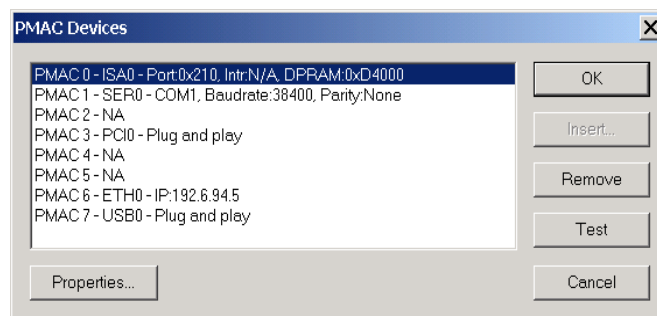 PMAC Devices
PMAC 0 - ISA0 - Port:0x210, Intr:N/A, DPRAM:0xD4000
PMAC 1 - SER0 - COM1, Baudrate:38400, Parity:None
PMAC 2 - NA
PMAC 3 - PCI0 - Plug and play
PMAC 4 - NA
PMAC 5 - NA
PMAC 6 - ETH0 - IP:192.6.94.5
PMAC 7 - USB0 - Plug and play
OK
Insert...
Remove
Test
Properties...
Cancel